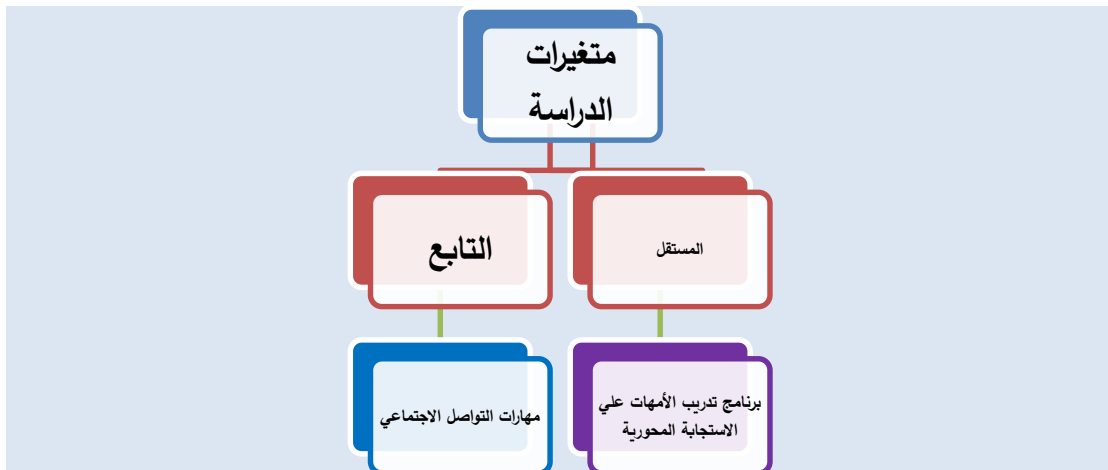 متغيرات
الدراسة
المستقل
التابع
برنامج تدريب الأمهات علي
الاستجابة المحورية
مهارات التواصل الاجتماعي